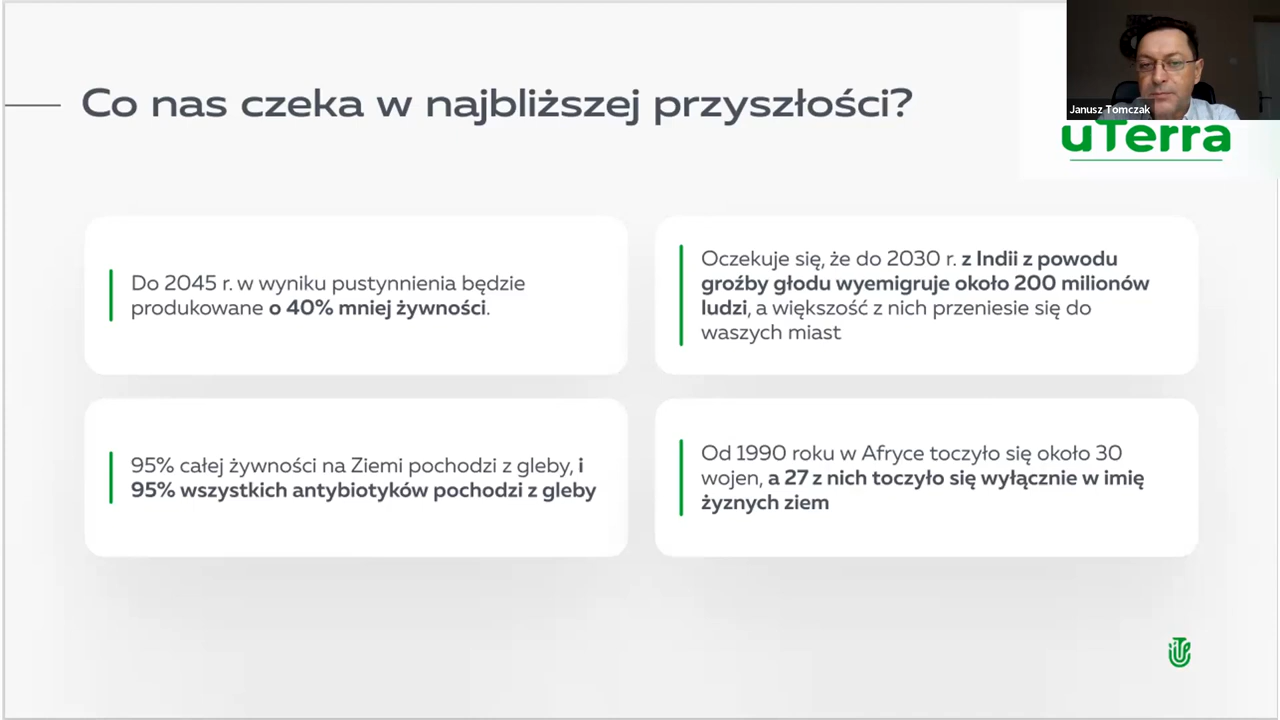 Co nas czeka w najbliższej przyszłości?
Janusz Tomczak
uTerra
Do 2045 r. w wyniku pustynnienia będzie
produkowane o 40% mniej żywności.
Oczekuje się, że do 2030 r. z Indii z powodu
groźby głodu wyemigruje około 200 milionów
ludzi, a większość z nich przeniesie się do
waszych miast
95% całej żywności na Ziemi pochodzi z gleby, i
95% wszystkich antybiotyków pochodzi z gleby
Od 1990 roku w Afryce toczyło się około 30
wojen, a 27 z nich toczyło się wyłącznie w imię
żyznych ziem